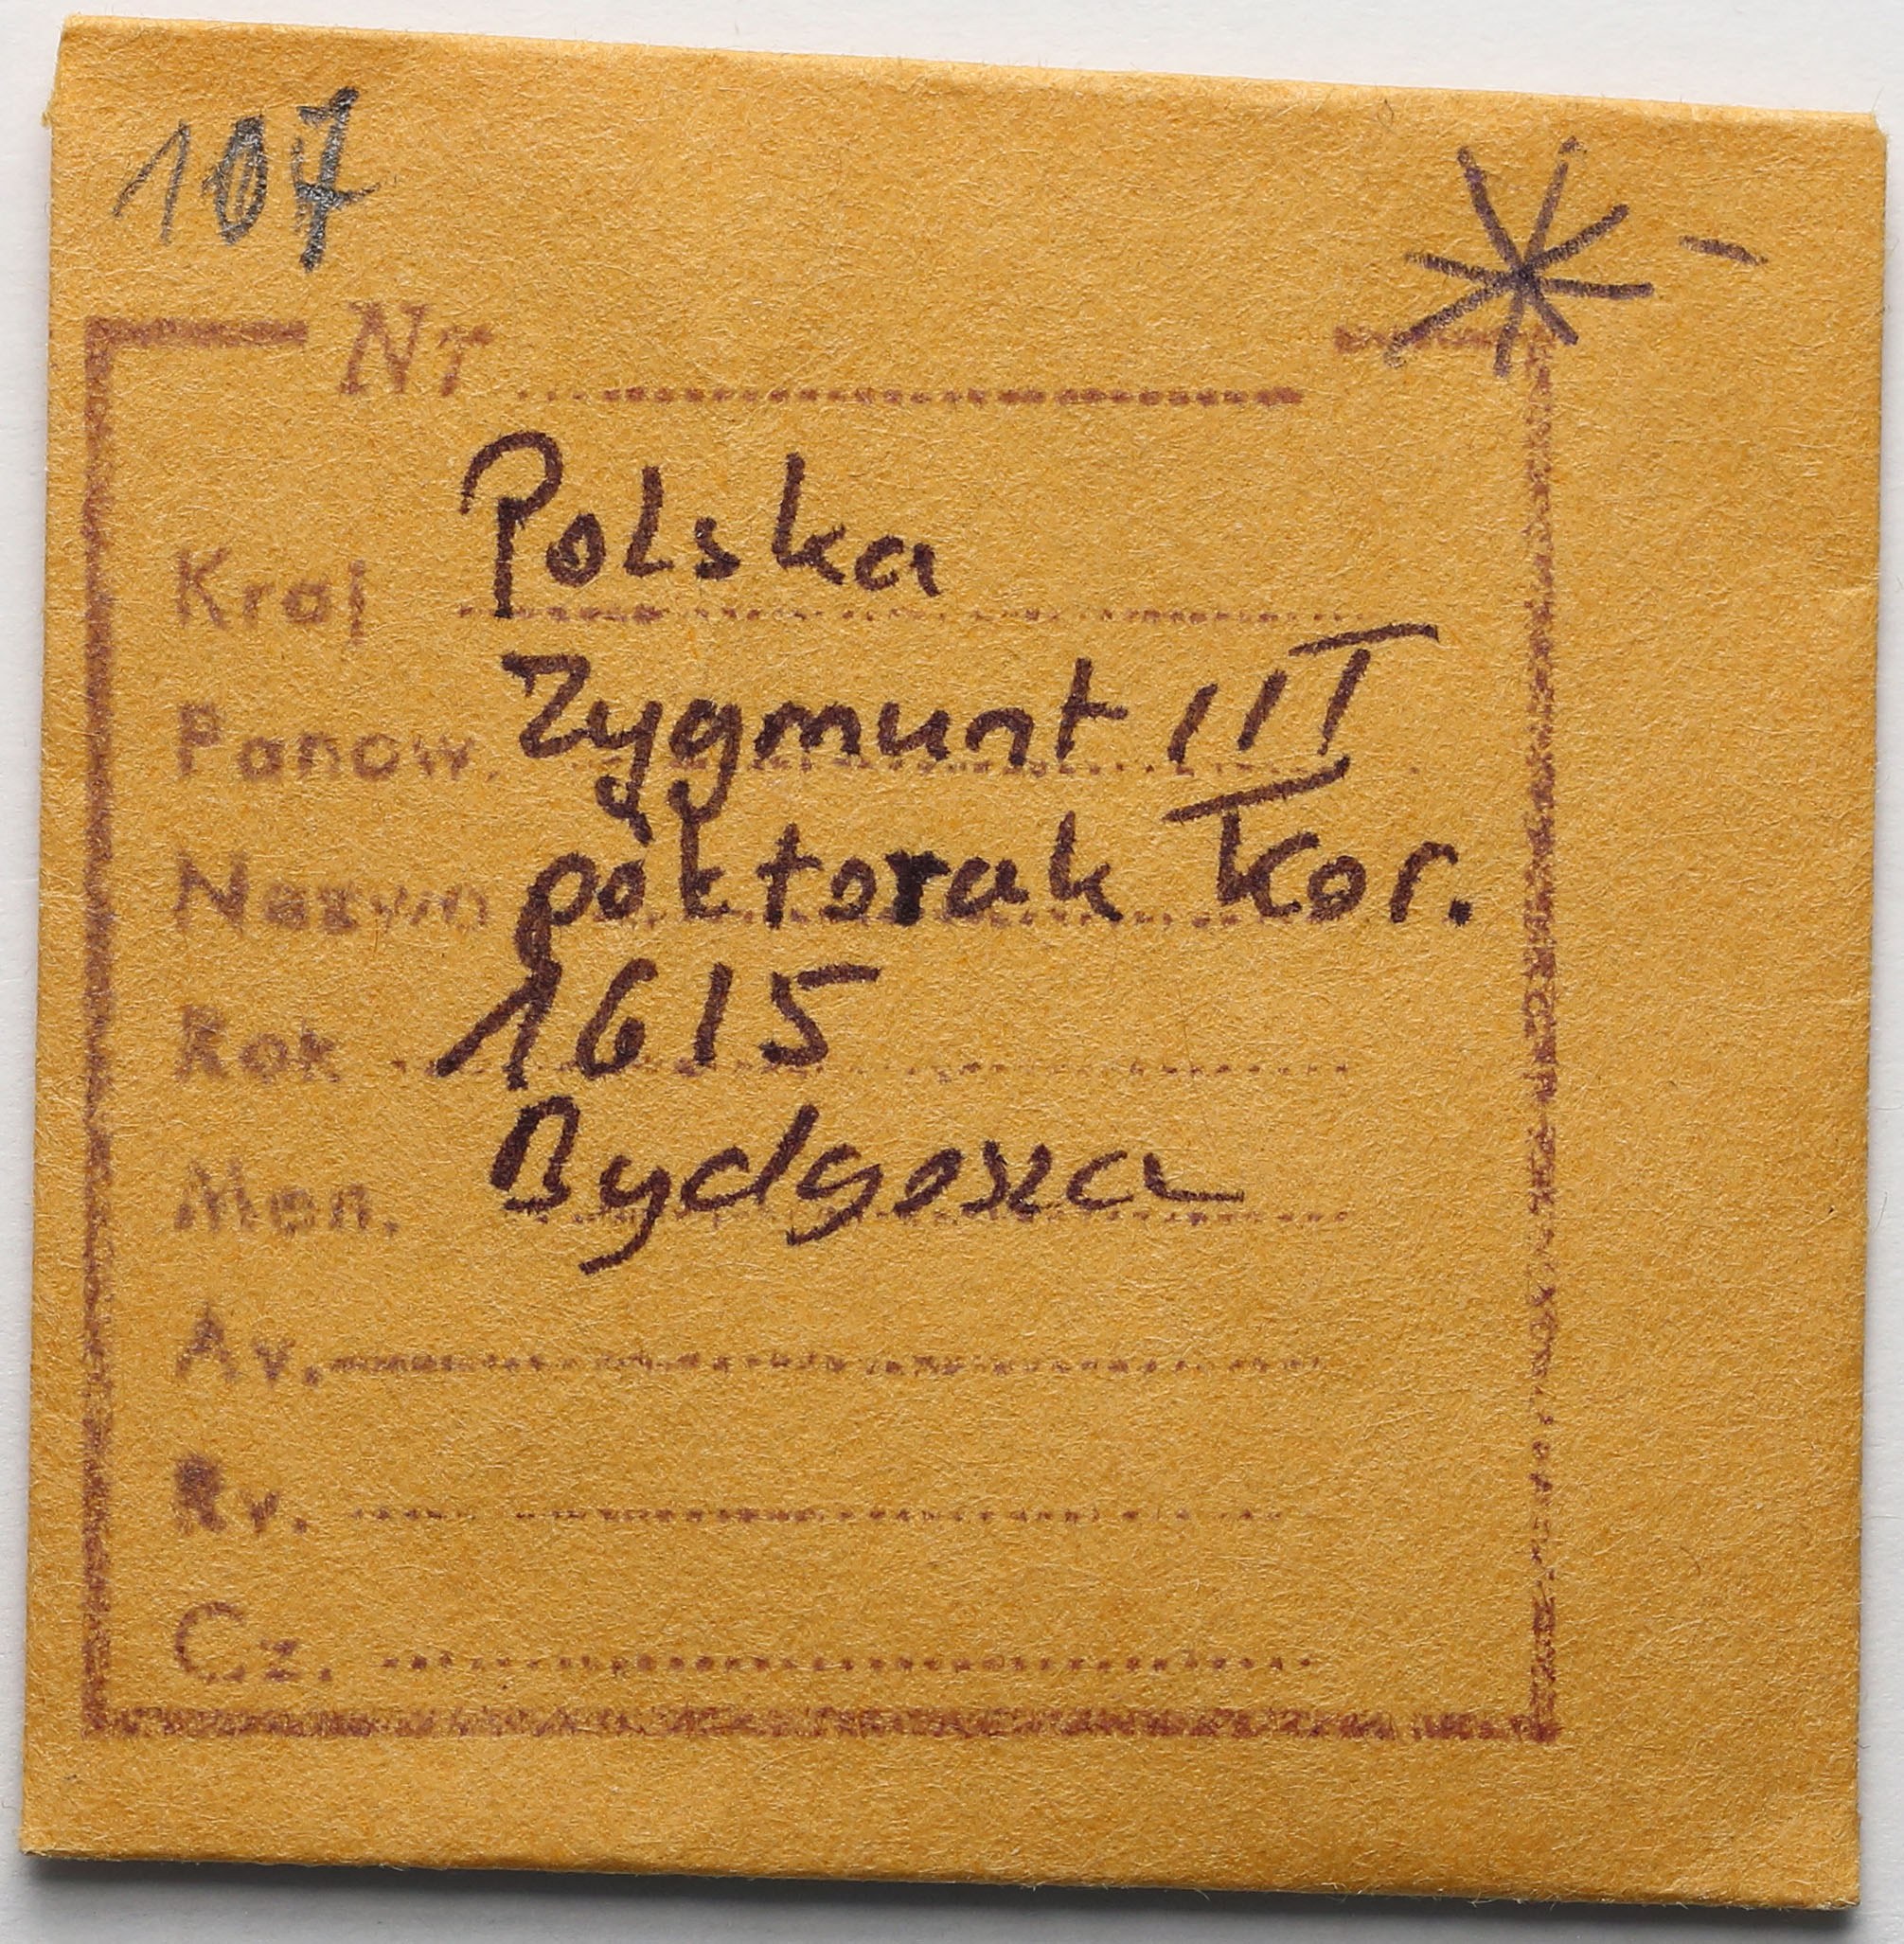 107
Nr
Kraj Polska
Panow. Zygmunt III
Nazwa półtorak Kor.
Rok 1615
Men. Bydgoszcz
Av.
Rv.
Cz.